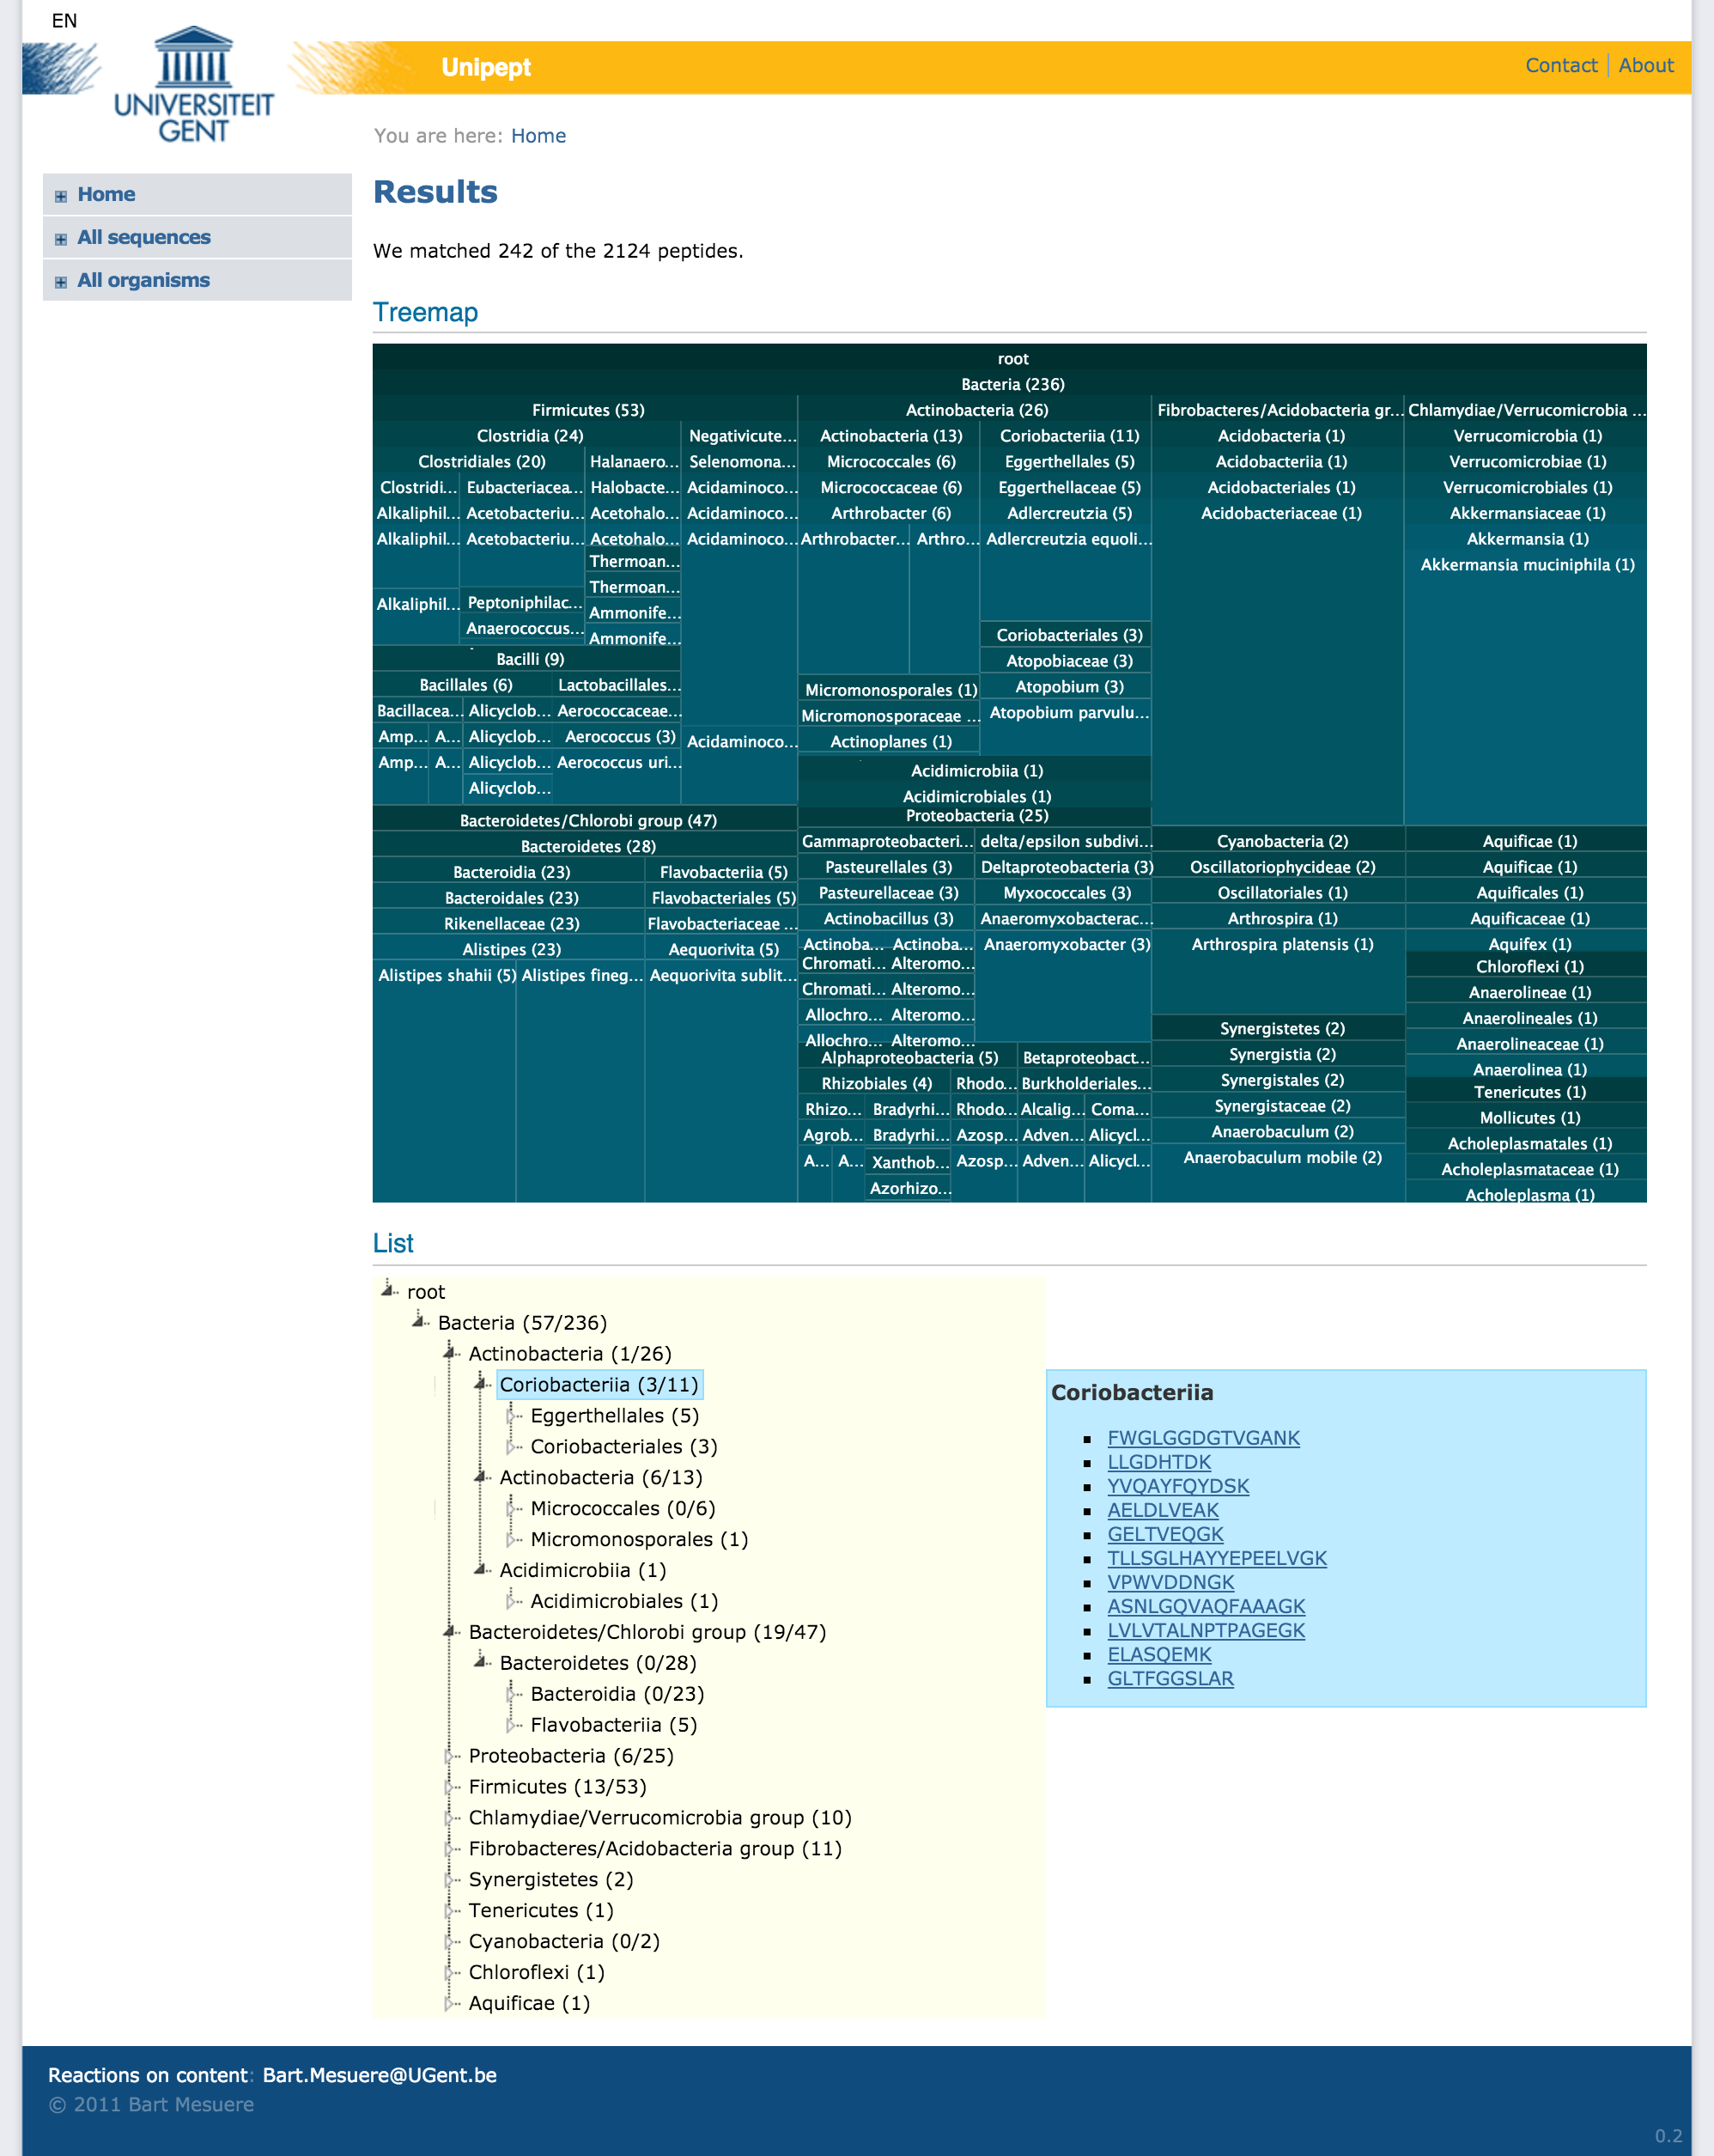 EN
UNIVERSITEIT
GENT
Unipept
Contact About
You are here: Home
Home
All sequences
All organisms
Results
We matched 242 of the 2124 peptides.
Treemap
root
Bacteria (236)
Firmicutes (53) Actinobacteria (26) Fibrobacteres/Acidobacteria gr... Chlamydiae/Verrucomicrobia ...
Clostridia (24) Negativicute... Actinobacteria (13) Coriobacteriia (11) Acidobacteria (1) Verrucomicrobia (1)
Clostridiales (20) Halanaero... Selenomona... Micrococcales (6) Eggerthellales (5) Acidobacteriia (1) Verrucomicrobiae (1)
Clostridi... Eubacteriacea... Halobacte... Acidaminoco... Micrococcaceae (6) Eggerthellaceae (5) Acidobacteriales (1) Verrucomicrobiales (1)
Alkaliphil... Acetobacteriu... Acetohalo... Acidaminoco... Arthrobacter (6) Adlercreutzia (5) Acidobacteriaceae (1) Akkermansiaceae (1)
Alkaliphil... Acetobacteriu... Acetohalo... Acidaminoco... Arthrobacter... Arthro... Adlercreutzia equoli... Akkermansia (1)
Thermoan... Akkermansia muciniphila (1)
Thermoan...
Alkaliphil... Peptoniphilac... Ammonife...
Anaerococcus... Ammonife... Coriobacteriales (3)
Bacilli (9) Atopobiaceae (3)
Bacillales (6) Lactobacillales... Micromonosporales (1) Atopobium (3)
Bacillacea... Alicyclob... Aerococcaceae... Micromonosporaceae ... Atopobium parvulu...
Amp... A... Alicyclob... Aerococcus (3) Acidaminoco... Actinoplanes (1)
Amp... A... Alicyclob... Aerococcus uri... Acidimicrobiia (1)
Alicyclob... Acidimicrobiales (1)
Bacteroidetes/Chlorobi group (47) Proteobacteria (25)
Bacteroidetes (28) Gammaproteobacteri... delta/epsilon subdivi... Cyanobacteria (2) Aquificae (1)
Bacteroidia (23) Flavobacteriia (5) Pasteurellales (3) Deltaproteobacteria (3) Oscillatoriophycideae (2) Aquificae (1)
Bacteroidales (23) Flavobacteriales (5) Pasteurellaceae (3) Myxococcales (3) Oscillatoriales (1) Aquificales (1)
Rikenellaceae (23) Flavobacteriaceae ... Actinobacillus (3) Anaeromyxobacterac... Arthrospira (1) Aquificaceae (1)
Alistipes (23) Aequorivita (5) Actinoba... Actinoba... Anaeromyxobacter (3) Arthrospira platensis (1) Aquifex (1)
Alistipes shahii (5) Alistipes fineg... Aequorivita sublit... Chromati... Alteromo... Chloroflexi (1)
Chromati... Alteromo... Anaerolineae (1)
Allochro... Alteromo... Synergistetes (2) Anaerolineales (1)
Allochro... Alteromo... Anaerolineaceae (1)
Alphaproteobacteria (5) Betaproteobact... Synergistia (2) Anaerolinea (1)
Rhizobiales (4) Rhodo... Burkholderiales... Synergistales (2) Tenericutes (1)
Rhizo... Bradyrhi... Rhodo... Alcalig... Coma... Synergistaceae (2) Mollicutes (1)
Agrob... Bradyrhi... Azosp... Adven... Alicycl... Anaerobaculum (2) Acholeplasmatales (1)
A... A... Xanthob... Azosp... Adven... Alicycl... Anaerobaculum mobile (2) Acholeplasmataceae (1)
Azorhizo... Acholeplasma (1)
List
root
Bacteria (57/236)
Actinobacteria (1/26)
Coriobacteriia (3/11)
Eggerthellales (5)
Coriobacteriales (3)
Actinobacteria (6/13)
Micrococcales (0/6)
Micromonosporales (1)
Acidimicrobiia (1)
Acidimicrobiales (1)
Bacteroidetes/Chlorobi group (19/47)
Bacteroidetes (0/28)
Bacteroidia (0/23)
Flavobacteriia (5)
Proteobacteria (6/25)
Firmicutes (13/53)
Chlamydiae/Verrucomicrobia group (10)
Fibrobacteres/Acidobacteria group (11)
Synergistetes (2)
Tenericutes (1)
Cyanobacteria (0/2)
Chloroflexi (1)
Aquificae (1)
Coriobacteriia
FWGLGGDGTVGANK
LLGDHTDK
YVQAYFQYDSK
AELDLVEAK
GELTVEQGK
TLLSGLHAYYEPEELVGK
VPWVDDNGK
ASNLGQVAQFAAAGK
LVLVTALNPTPAGEGK
ELASQEMK
GLTFGGSLAR
Reactions on content: Bart.Mesuere@UGent.be
© 2011 Bart Mesuere
0.2